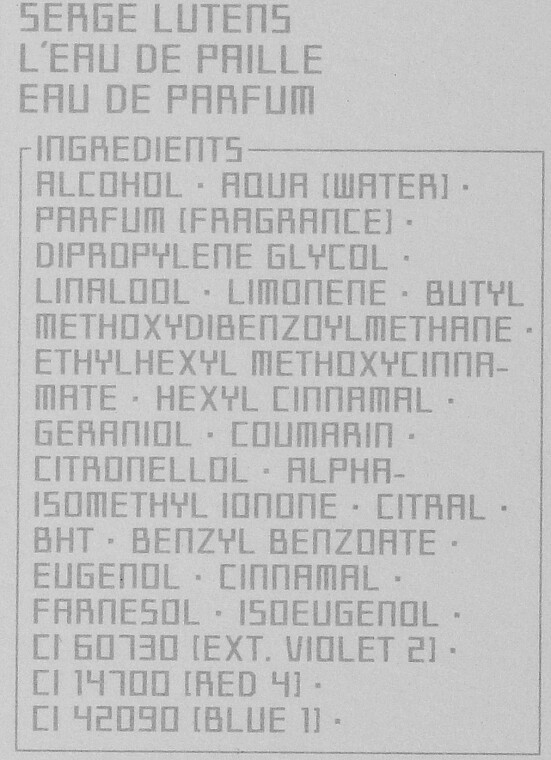 SERGE LUTENS
L'EAU DE PAILLE
EAU DE PARFUM
INGREDIENTS
ALCOHOL · AQUA [WATER] ·
PARFUM [FRAGRANCE] ·
DIPROPYLENE GLYCOL ·
LINALOOL · LIMONENE · BUTYL
METHOXYDIBENZOYLMETHANE ·
ETHYLHEXYL METHOXYCINNA-
MATE · HEXYL CINNAMAL ·
GERANIOL · COUMARIN ·
CITRONELLOL · ALPHA-
ISOMETHYL IONONE · CITRAL ·
BHT · BENZYL BENZOATE ·
EUGENOL · CINNAMAL ·
FARNESOL · ISOEUGENOL ·
CI 60730 [EXT. VIOLET 2] ·
CI 14700 [RED 4] ·
CI 42090 [BLUE 1] ·